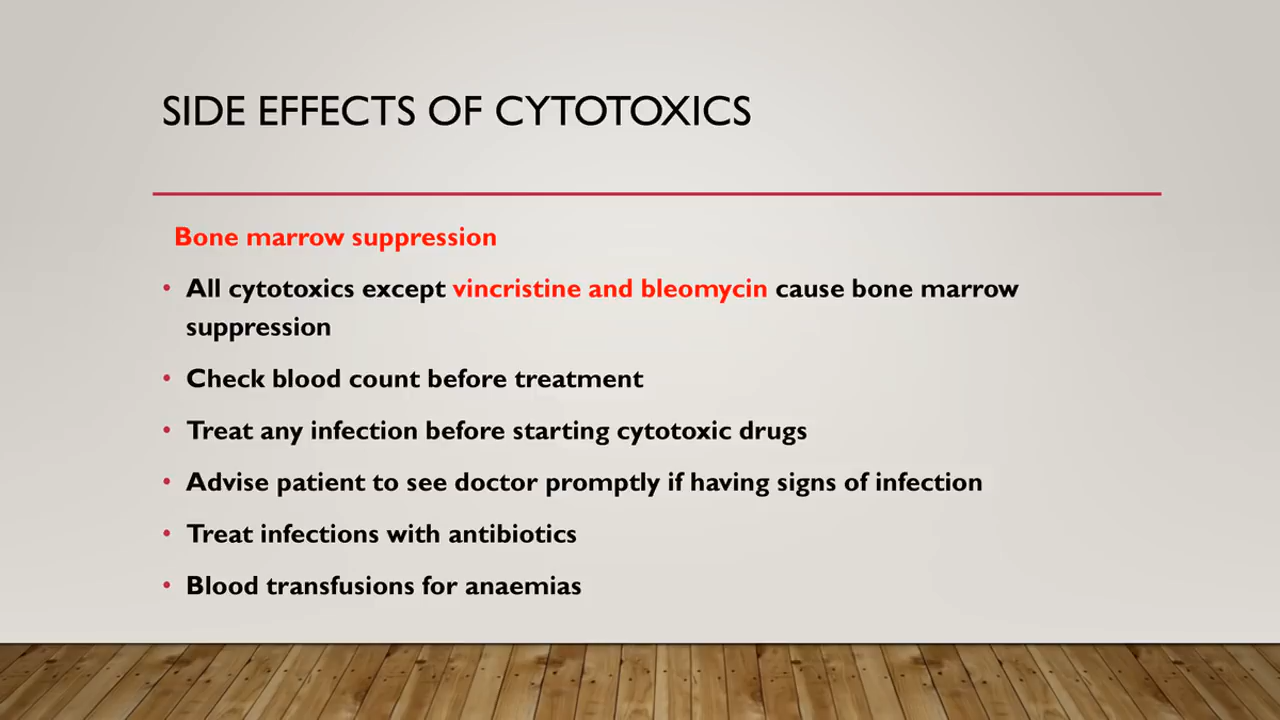 SIDE EFFECTS OF CYTOTOXICS
Bone marrow suppression
• All cytotoxics except vincristine and bleomycin cause bone marrow
suppression
• Check blood count before treatment
• Treat any infection before starting cytotoxic drugs
• Advise patient to see doctor promptly if having signs of infection
• Treat infections with antibiotics
• Blood transfusions for anaemias